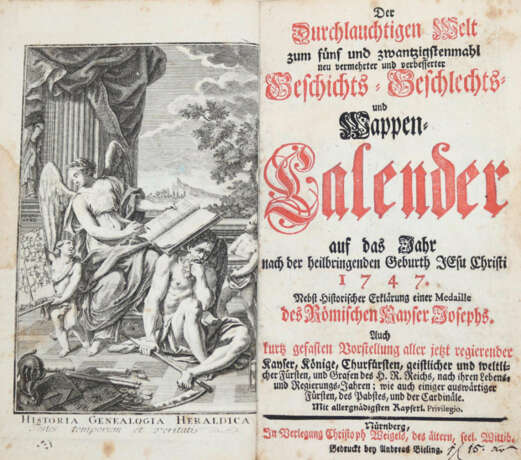 HISTORIA GENEALOGIA HERALDICA
Testes temporum et veritatis
Der
Durchlauchtigen Welt
zum fünf und zwantzigstenmahl
neu vermehrter und verbesserter
Geschichts- Geschlechts-
und
Wappen-
Calender
auf das Jahr
nach der heilbringenden Geburth JEsu Christi
1747.
Nebst Historischer Erklärung einer Medaille
des Römischen Kayser Josephs.
Auch
kurtz gefasten Vorstellung aller jetzt regierender
Kayser, Könige, Churfürsten, geistlicher und weltli-
cher Fürsten, und Grafen des H. R. Reichs, nach ihren Lebens-
und Regierungs-Jahren; wie auch einiger auswärtiger
Fürsten, des Pabstes, und der Cardinäle.
Mit allergnädigsten Kayserl. Privilegio.
Nürnberg,
In Verlegung Christoph Weigels, des ältern, seel. Wittib.
Gedruckt bey Andreas Bieling.